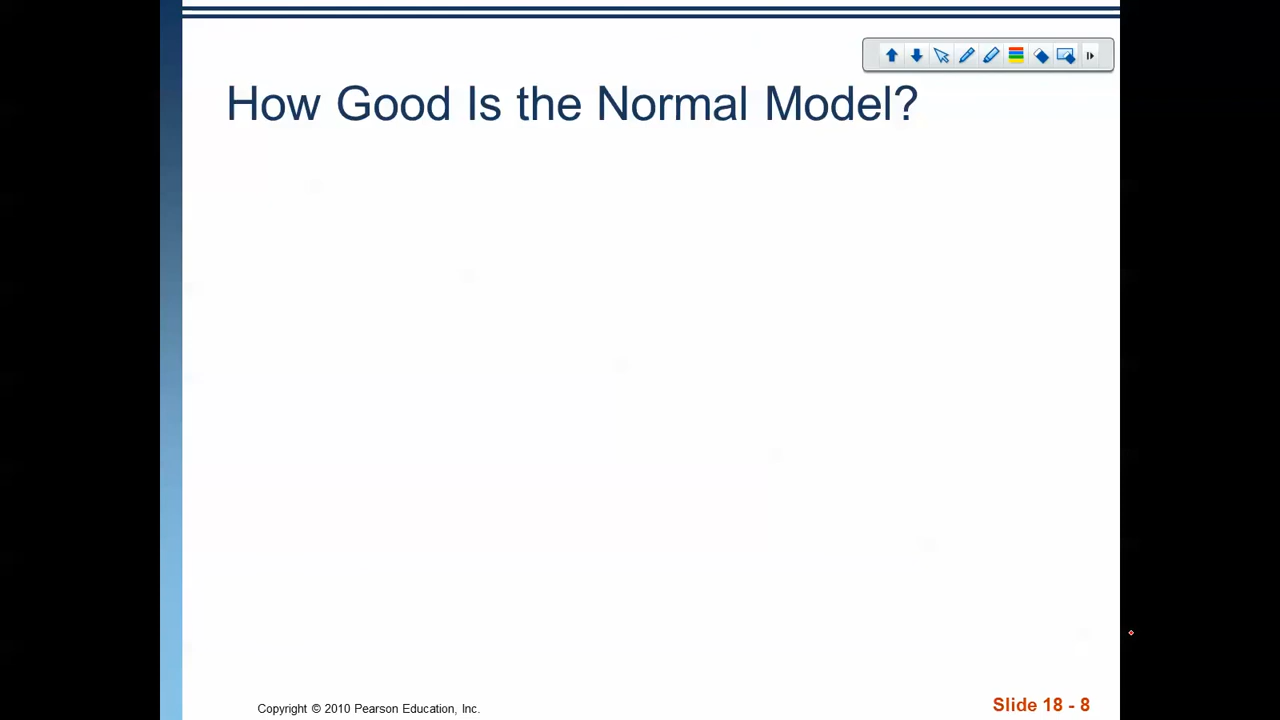 How Good Is the Normal Model?
Copyright © 2010 Pearson Education, Inc.
Slide 18 - 8